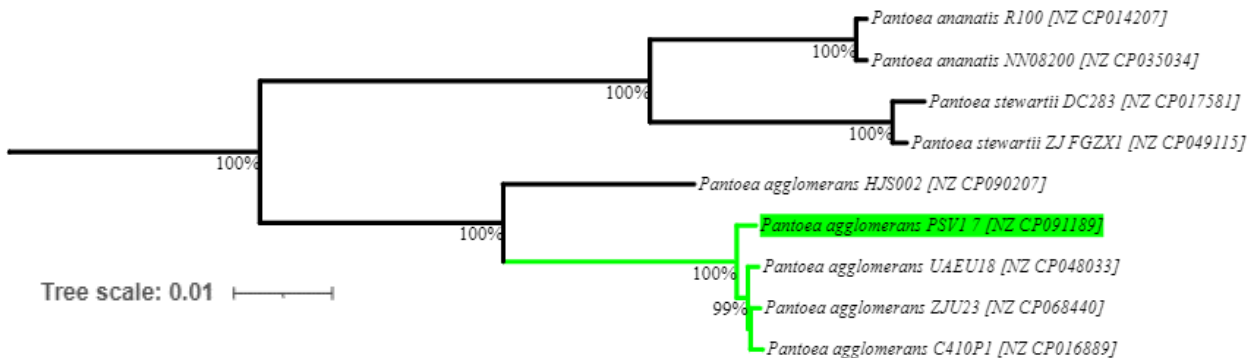 Pantoea ananatis R100 [NZ CP014207]
100%
Pantoea ananatis NN08200 [NZ CP035034]
100%
Pantoea stewartii DC283 [NZ CP017581]
100%
Pantoea stewartii ZJ FGZX1 [NZ CP049115]
100%
Pantoea agglomerans HJS002 [NZ CP090207]
100%
Pantoea agglomerans PSV1 7 [NZ CP091189]
100%
Pantoea agglomerans UAEU18 [NZ CP048033]
Tree scale: 0.01
99%
Pantoea agglomerans ZJU23 [NZ CP068440]
Pantoea agglomerans C410P1 [NZ CP016889]